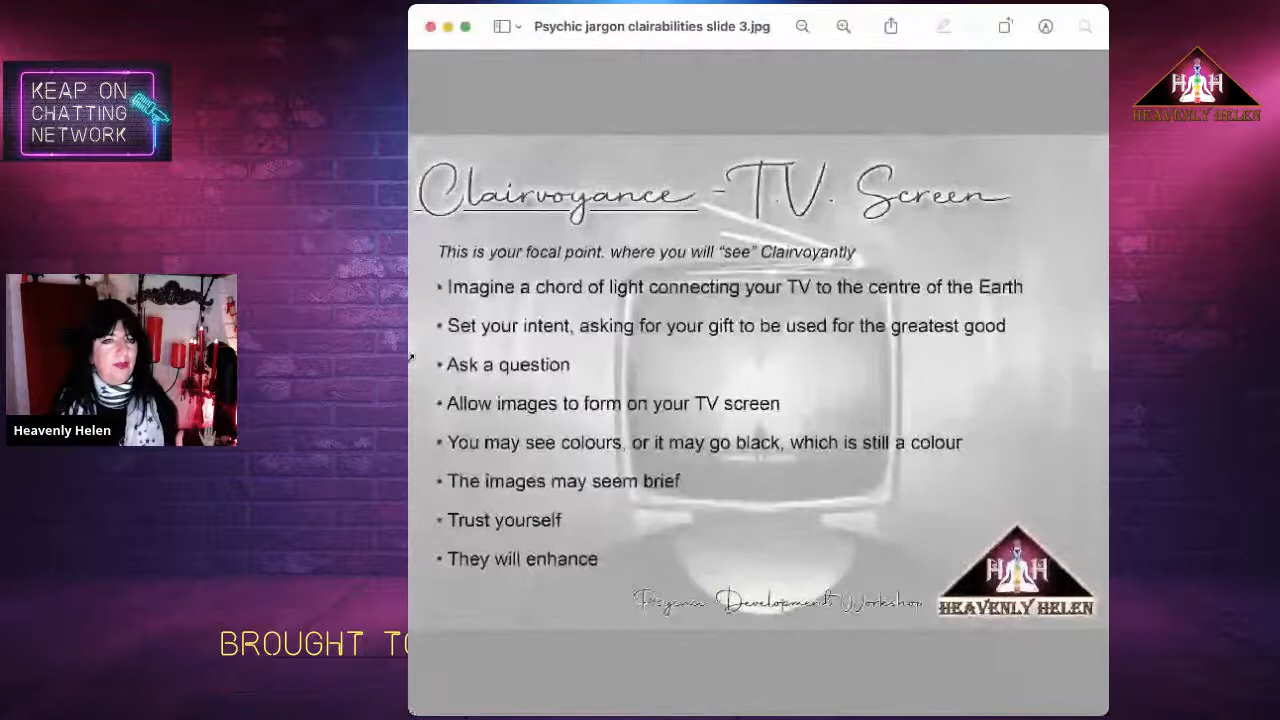 Psychic jargon clairabilities slide 3.jpg
KEAP ON
CHATTING
NETWORK
HH
HEAVENLY HELEN
Clairvoyance - T.V. Screen
This is your focal point. where you will “see” Clairvoyantly
• Imagine a chord of light connecting your TV to the centre of the Earth
• Set your intent, asking for your gift to be used for the greatest good
• Ask a question
• Allow images to form on your TV screen
• You may see colours, or it may go black, which is still a colour
• The images may seem brief
• Trust yourself
• They will enhance
Psychic Developments Workshop
HH
HEAVENLY HELEN
Heavenly Helen
BROUGHT TO